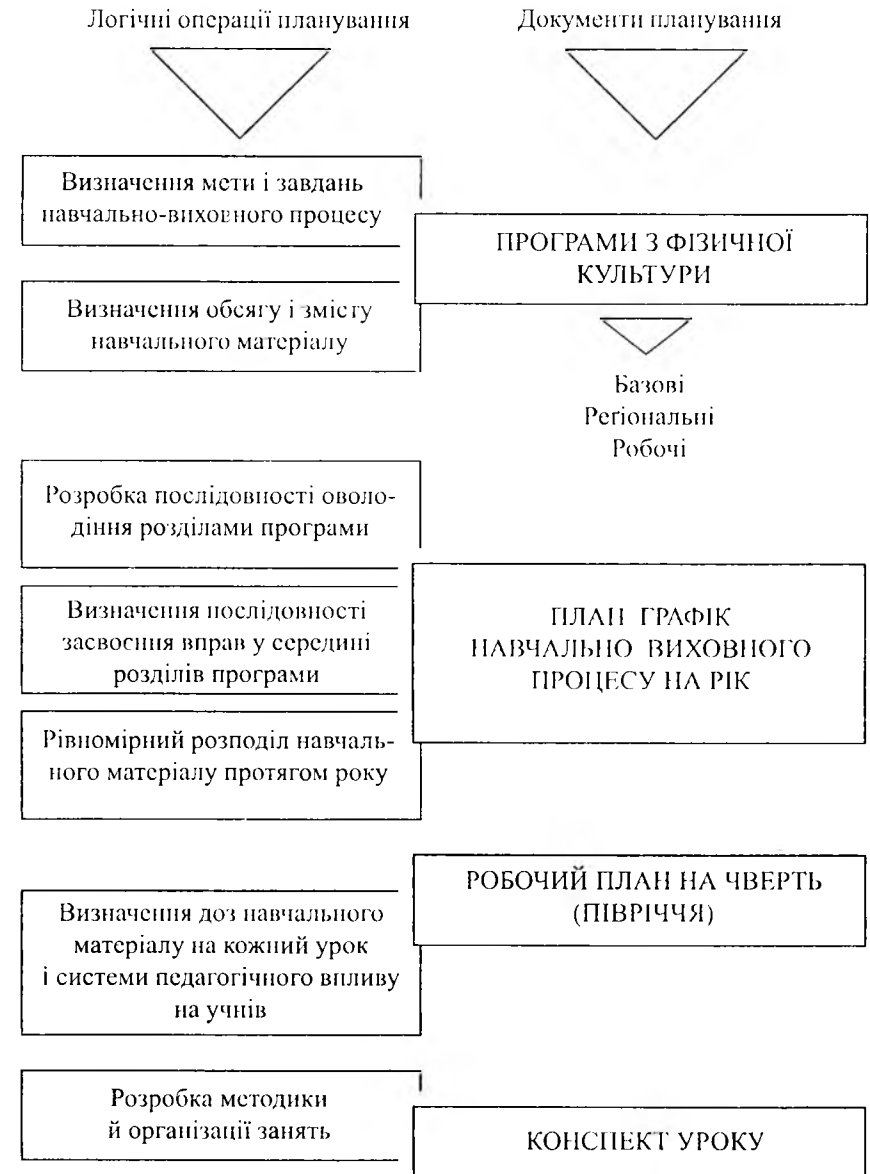 Логічні операції планування
Документи планування
Визначення мети і завдань
навчально-виховного процесу
ПРОГРАМИ З ФІЗИЧНОЇ
КУЛЬТУРИ
Визначення обсягу і змісту
навчального матеріалу
Базові
Регіональні
Робочі
Розробка послідовності оволо-
діння розділами програми
Визначення послідовності
засвоєння вправ у середині
розділів програми
Рівномірний розподіл навчаль-
ного матеріалу протягом року
ПЛАН ГРАФІК
НАВЧАЛЬНО ВИХОВНОГО
ПРОЦЕСУ НА РІК
РОБОЧИЙ ПЛАН НА ЧВЕРТЬ
(ПІВРІЧЧЯ)
Визначення доз навчального
матеріалу на кожний урок
і системи педагогічного впливу
на учнів
Розробка методики
й організації занять
КОНСПЕКТ УРОКУ